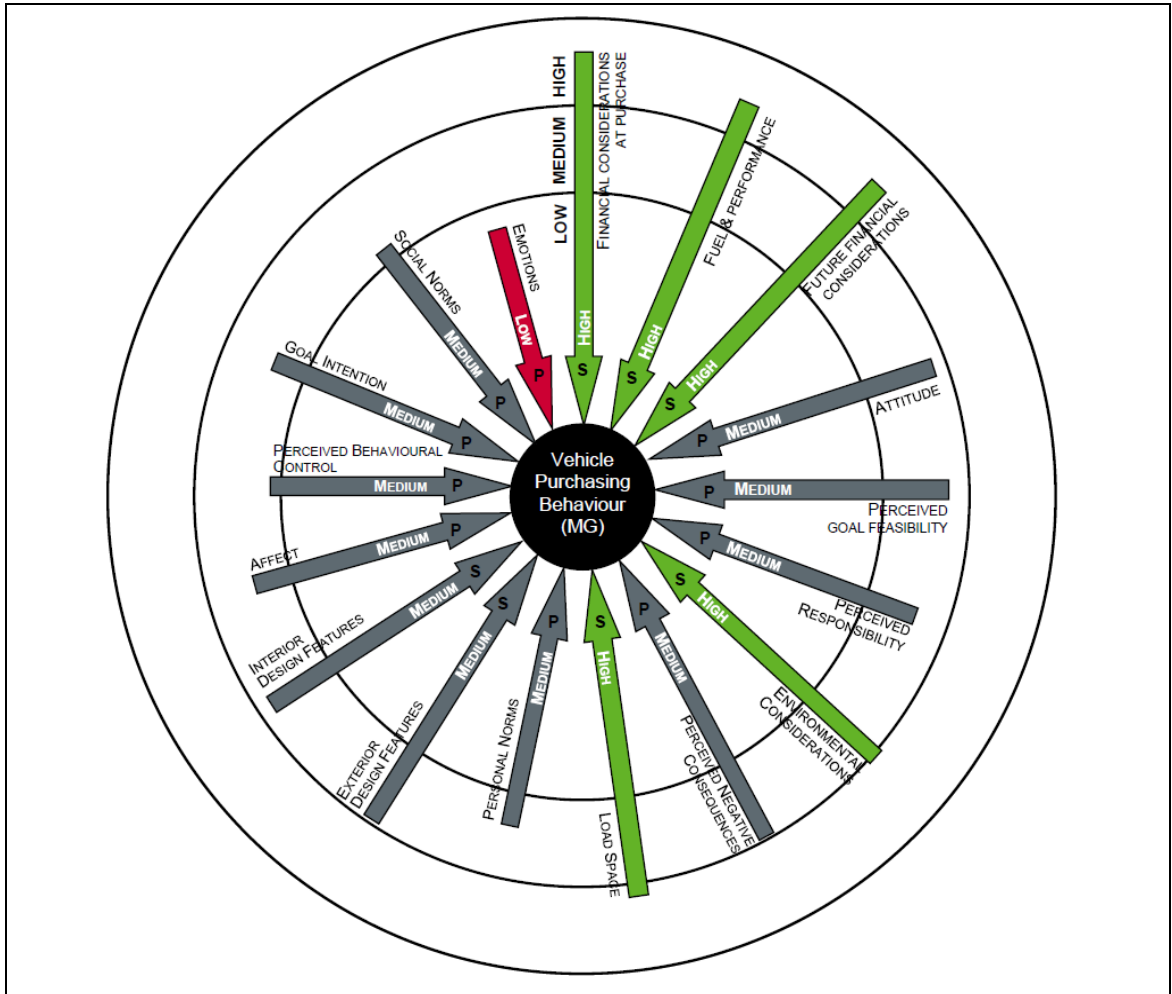 LOW MEDIUM HIGH
FINANCIAL CONSIDERATIONS
AT PURCHASE
HIGH
S
FUEL & PERFORMANCE
HIGH
S
FUTURE FINANCIAL
CONSIDERATIONS
HIGH
S
ATTITUDE
MEDIUM
P
PERCEIVED
GOAL FEASIBILITY
MEDIUM
P
PERCEIVED
RESPONSIBILITY
MEDIUM
P
ENVIRONMENTAL
CONSIDERATIONS
HIGH
S
PERCEIVED NEGATIVE
CONSEQUENCES
MEDIUM
P
LOAD SPACE
HIGH
S
PERSONAL NORMS
MEDIUM
P
EXTERIOR
DESIGN FEATURES
MEDIUM
S
INTERIOR
DESIGN FEATURES
MEDIUM
S
AFFECT
MEDIUM
P
PERCEIVED BEHAVIOURAL
CONTROL
MEDIUM
P
GOAL INTENTION
MEDIUM
P
SOCIAL NORMS
MEDIUM
P
EMOTIONS
LOW
P
Vehicle
Purchasing
Behaviour
(MG)